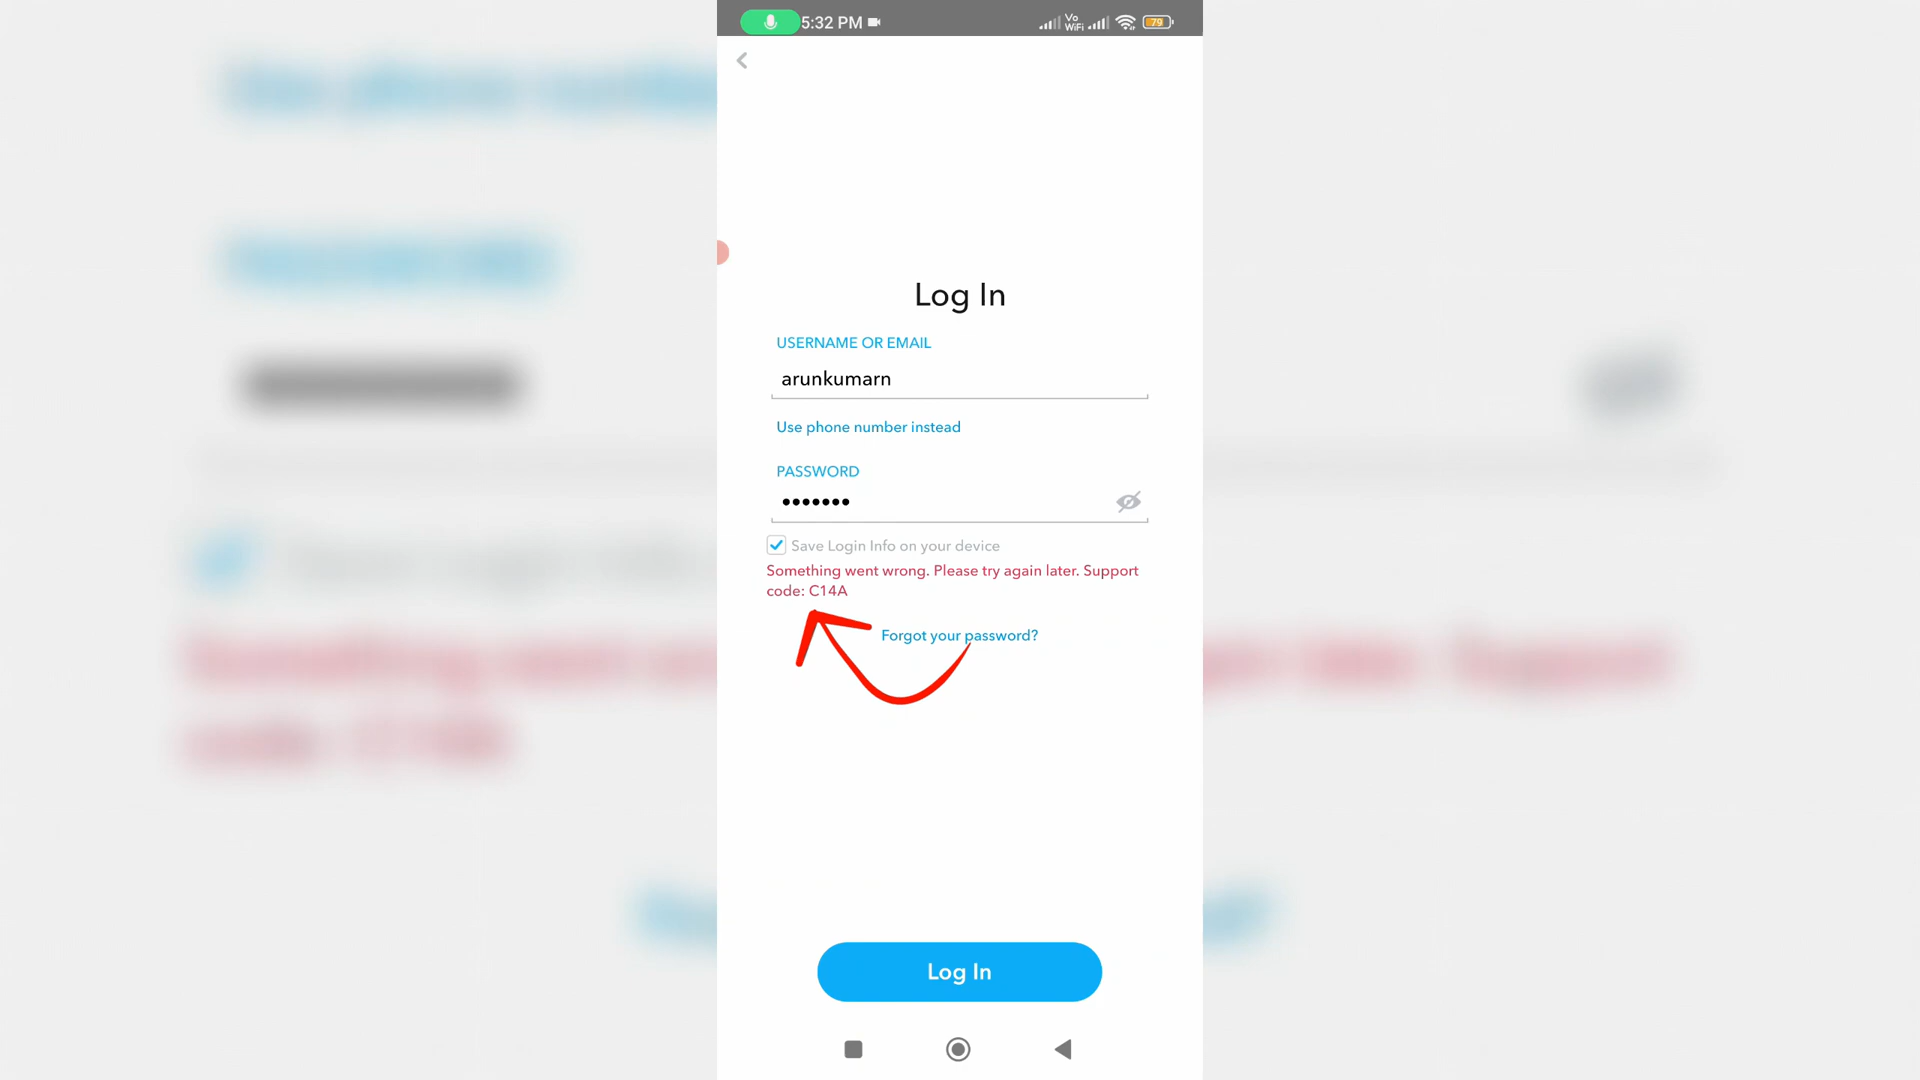 5:32 PM
Vo
WiFi
79
Log In
USERNAME OR EMAIL
arunkumarn
Use phone number instead
PASSWORD
•••••••
Save Login Info on your device
Something went wrong. Please try again later. Support
code: C14A
Forgot your password?
Log In